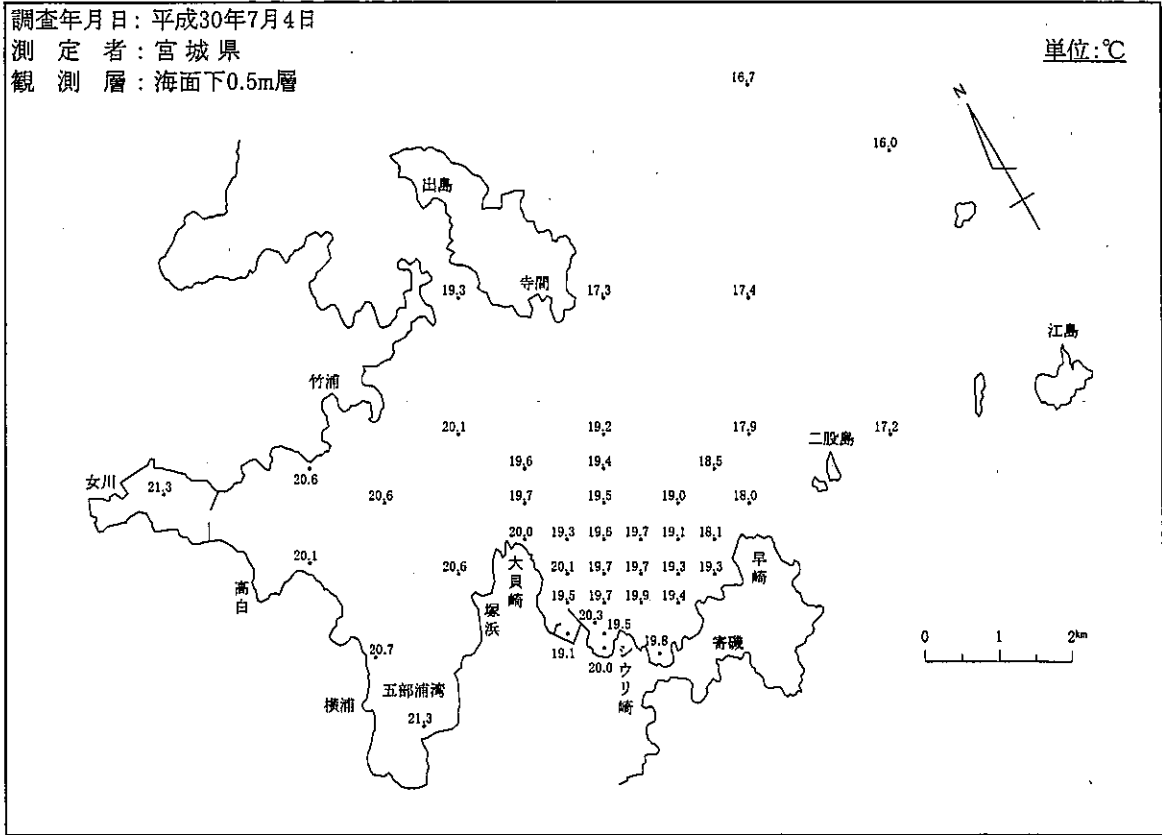 調査年月日：平成30年7月4日
測定者：宮城県
観測層：海面下0.5m層
単位：℃
16.7
N
16.0
出島
寺間
19.3
17.3
17.4
江島
竹浦
20.1
19.2
17.9
17.2
二股島
19.6
19.4
18.5
女川
21.3
20.6
20.6
19.7
19.5
19.0
18.0
20.0
19.3
19.6
19.7
19.1
18.1
20.1
高白
20.6
大貝崎
20.1
19.7
19.7
19.3
19.3
早崎
塚浜
19.5
19.7
19.9
19.4
20.3
19.5
19.1
20.0
シウリ崎
19.8
寄磯
0 1 2km
20.7
五部浦湾
横浦
21.3